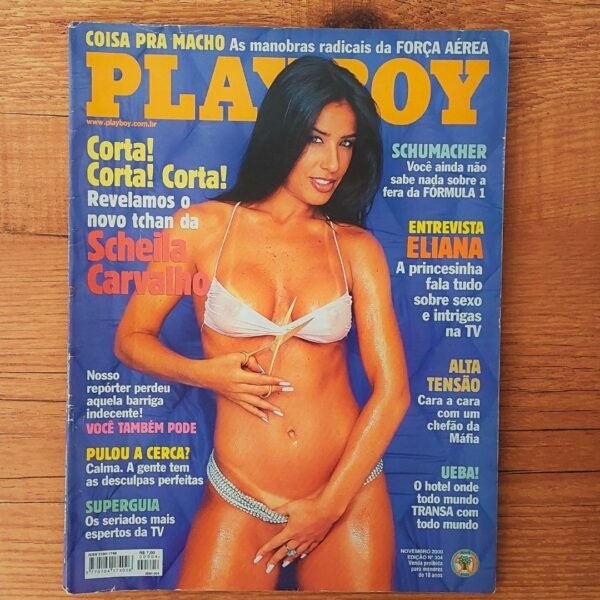 COISA PRA MACHO As manobras radicais da FORÇA AÉREA
PLAYBOY
www.playboy.com.br
Corta!
Corta! Corta!
Revelamos o
novo tchan da
Scheila
Carvalho
Nosso
repórter perdeu
aquela barriga
indecente!
VOCÊ TAMBÉM PODE
PULOU A CERCA?
Calma. A gente tem
as desculpas perfeitas
SUPERGUIA
Os seriados mais
espertos da TV
R$ 7,00
SCHUMACHER
Você ainda não
sabe nada sobre a
fera da FÓRMULA 1
ENTREVISTA
ELIANA
A princesinha
fala tudo
sobre sexo
e intrigas
na TV
ALTA
TENSÃO
Cara a cara
com um
chefão da
Máfia
UEBA!
O hotel onde
todo mundo
TRANSA com
todo mundo
NOVEMBRO 2000
EDIÇÃO Nº 304
Venda proibida
para menores
de 18 anos